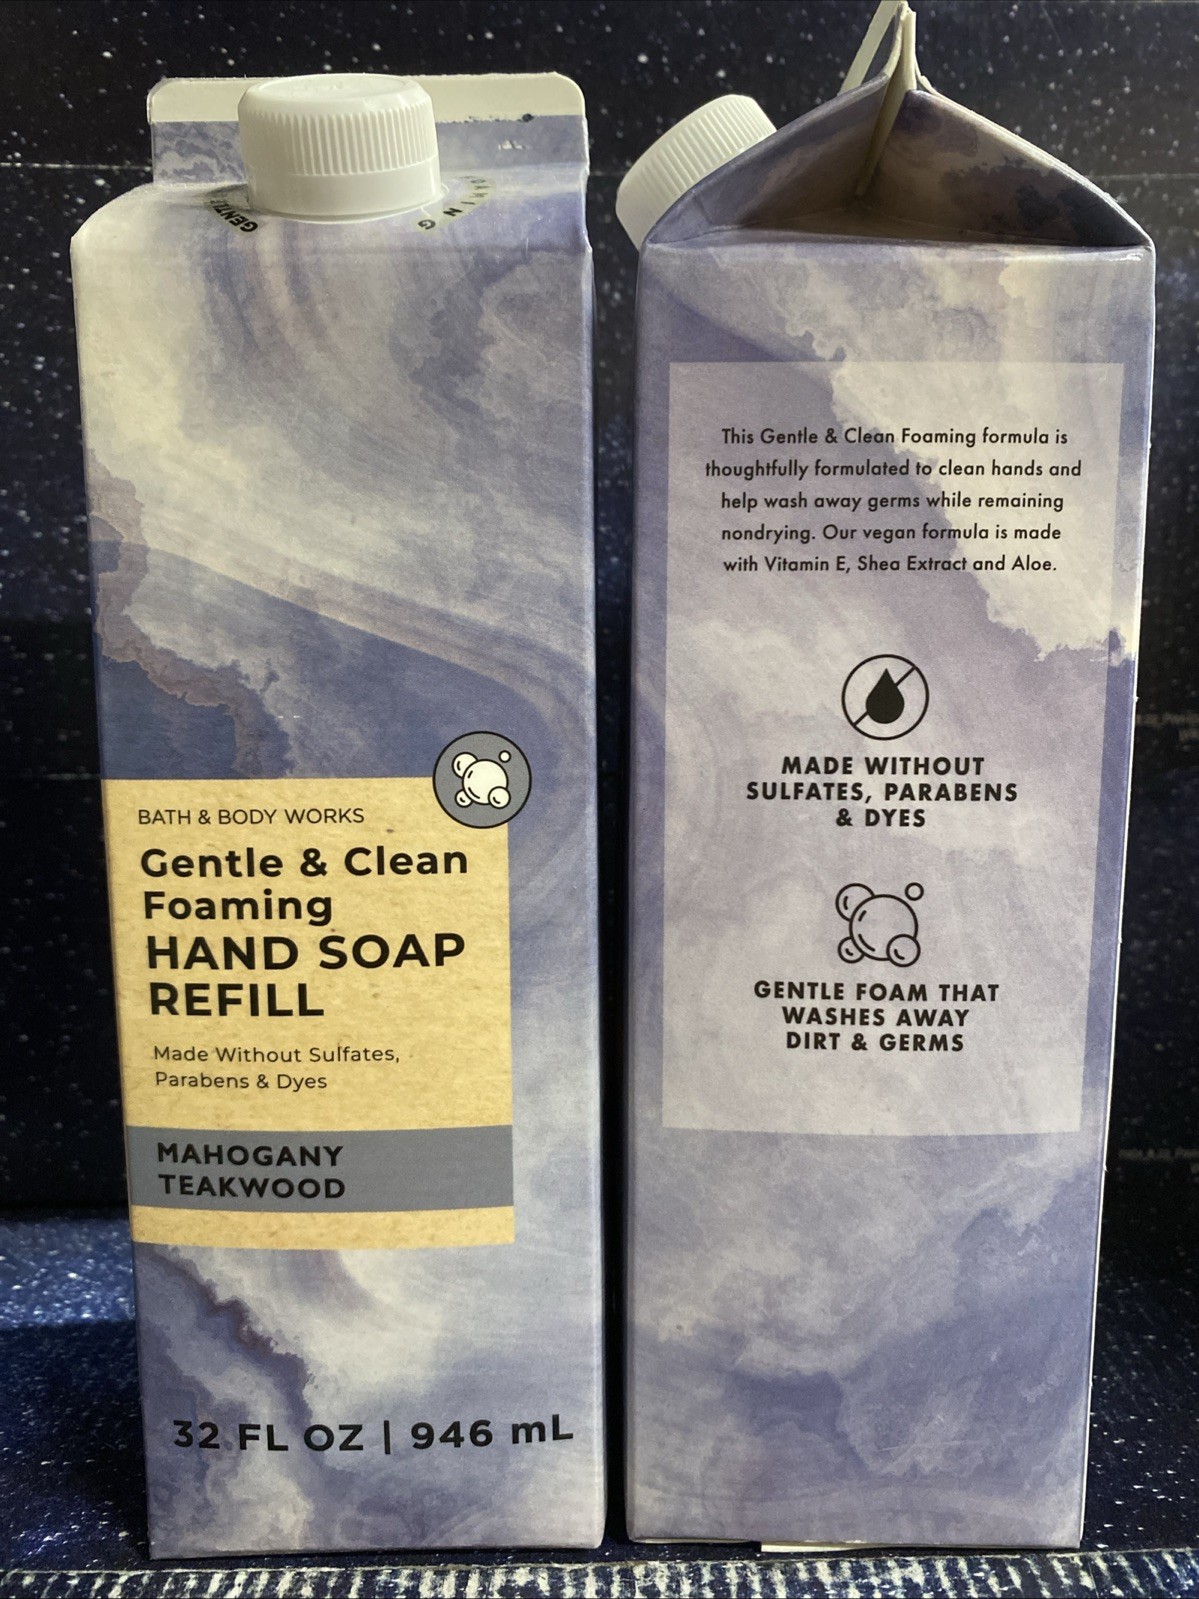 GENTLE
FOAMING
BATH & BODY WORKS
Gentle & Clean
Foaming
HAND SOAP
REFILL
Made Without Sulfates,
Parabens & Dyes
MAHOGANY
TEAKWOOD
32 FL OZ | 946 mL
This Gentle & Clean Foaming formula is
thoughtfully formulated to clean hands and
help wash away germs while remaining
nondrying. Our vegan formula is made
with Vitamin E, Shea Extract and Aloe.
MADE WITHOUT
SULFATES, PARABENS
& DYES
GENTLE FOAM THAT
WASHES AWAY
DIRT & GERMS